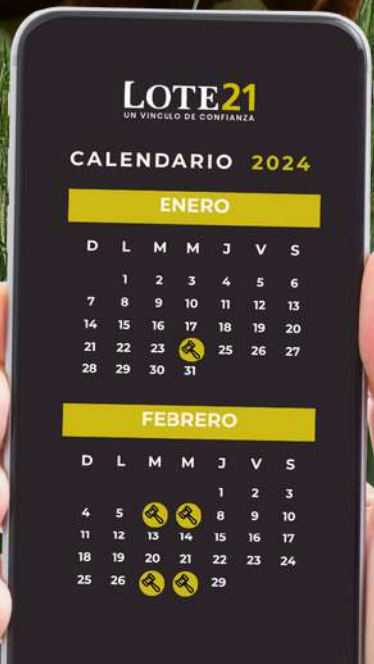 LOTE21
UN VINCULO DE CONFIANZA
CALENDARIO 2024
ENERO
D L M M J V S
1 2 3 4 5 6
7 8 9 10 11 12 13
14 15 16 17 18 19 20
21 22 23 25 26 27
28 29 30 31
FEBRERO
D L M M J V S
1 2 3
4 5 8 9 10
11 12 13 14 15 16 17
18 19 20 21 22 23 24
25 26 29